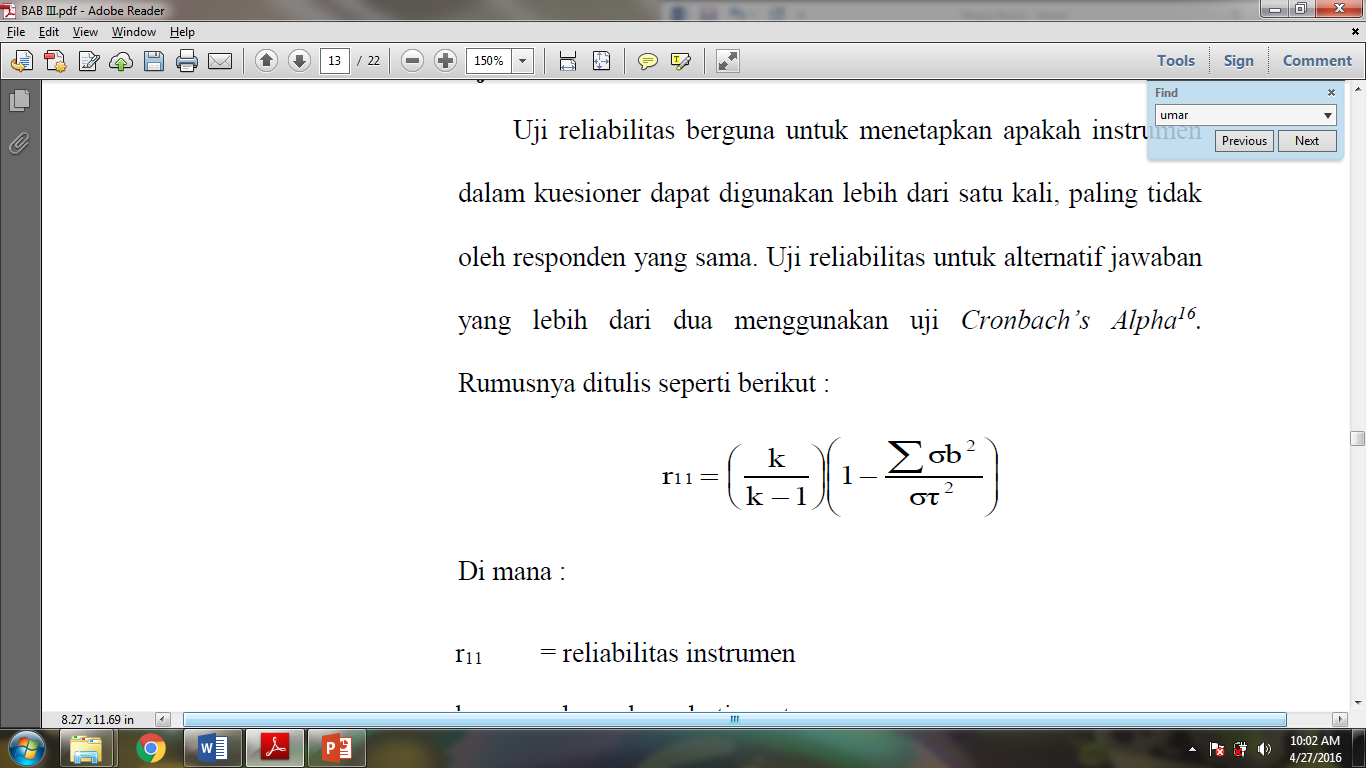 BAB III.pdf - Adobe Reader
File Edit View Window Help
13 / 22 150% Tools Sign Comment
Find
umar
Previous Next
Uji reliabilitas berguna untuk menetapkan apakah instrumen
dalam kuesioner dapat digunakan lebih dari satu kali, paling tidak
oleh responden yang sama. Uji reliabilitas untuk alternatif jawaban
yang lebih dari dua menggunakan uji Cronbach’s Alpha¹⁶.
Rumusnya ditulis seperti berikut :
r₁₁ = (k / (k − 1)) (1 − ∑ σb² / στ²)
Di mana :
r₁₁ = reliabilitas instrumen
8.27 x 11.69 in
10:02 AM
4/27/2016